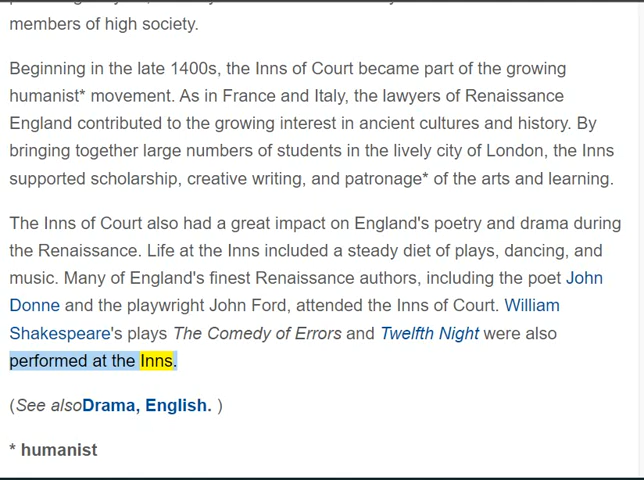 members of high society.
Beginning in the late 1400s, the Inns of Court became part of the growing
humanist* movement. As in France and Italy, the lawyers of Renaissance
England contributed to the growing interest in ancient cultures and history. By
bringing together large numbers of students in the lively city of London, the Inns
supported scholarship, creative writing, and patronage* of the arts and learning.
The Inns of Court also had a great impact on England's poetry and drama during
the Renaissance. Life at the Inns included a steady diet of plays, dancing, and
music. Many of England's finest Renaissance authors, including the poet John
Donne and the playwright John Ford, attended the Inns of Court. William
Shakespeare's plays The Comedy of Errors and Twelfth Night were also
performed at the Inns.
(See alsoDrama, English. )
* humanist